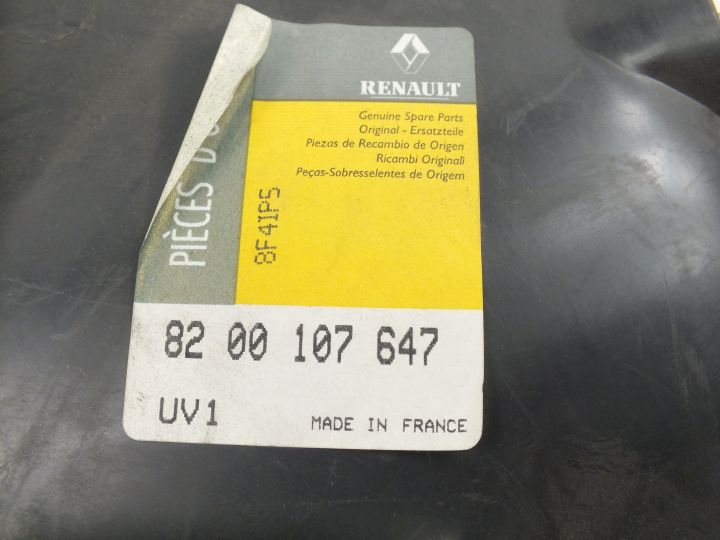 RENAULT
Genuine Spare Parts
Original - Ersatzteile
Piezas de Recambio de Origen
Ricambi Originali
Peças-Sobresselentes de Origem
PIÈCES
8F4IP5
82 00 107 647
UV1
MADE IN FRANCE